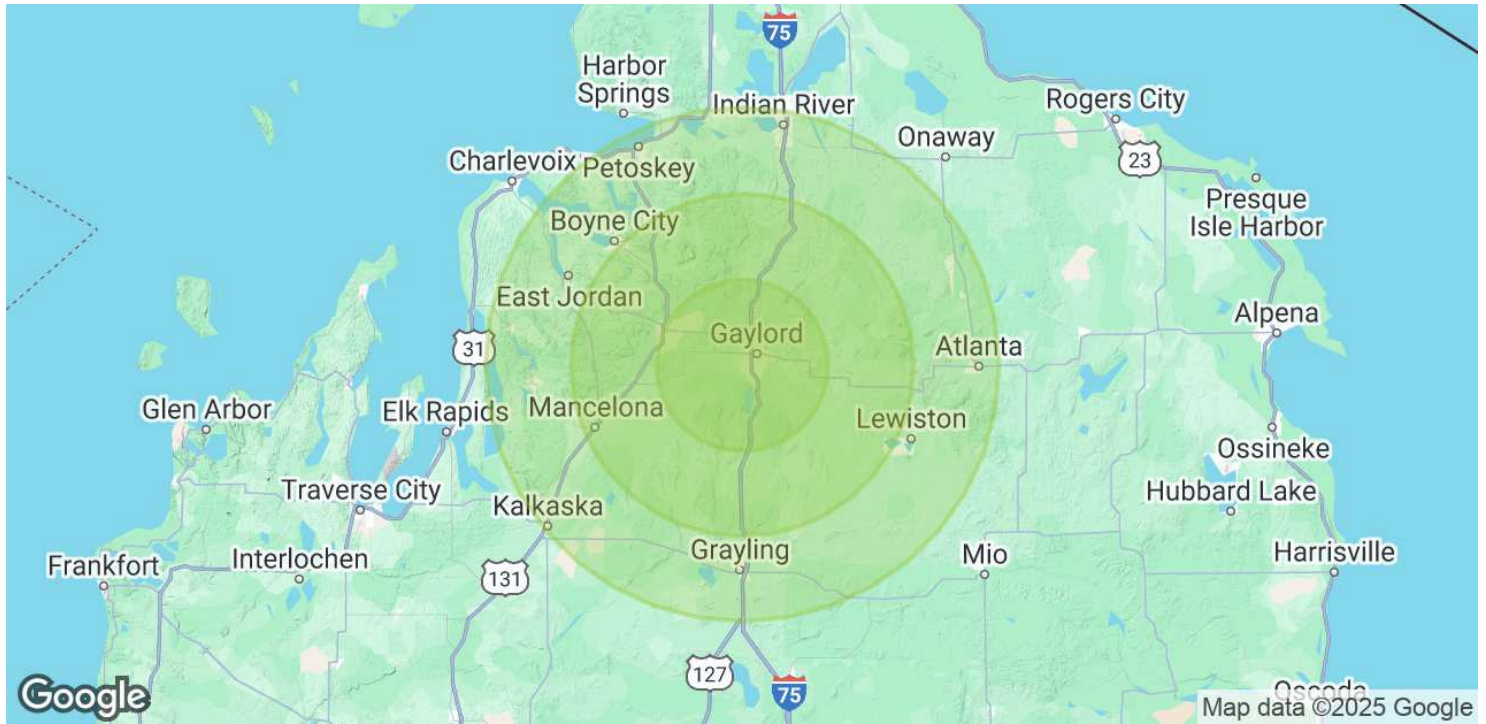 75
Harbor
Springs
Indian River
Rogers City
Onaway
Charlevoix
Petoskey
23
Presque
Isle Harbor
Boyne City
East Jordan
Alpena
Gaylord
31
Atlanta
Glen Arbor
Elk Rapids
Mancelona
Lewiston
Ossineke
Traverse City
Hubbard Lake
Kalkaska
Grayling
Mio
Harrisville
Frankfort
Interlochen
131
127
75
Oscoda
Google
Map data ©2025 Google